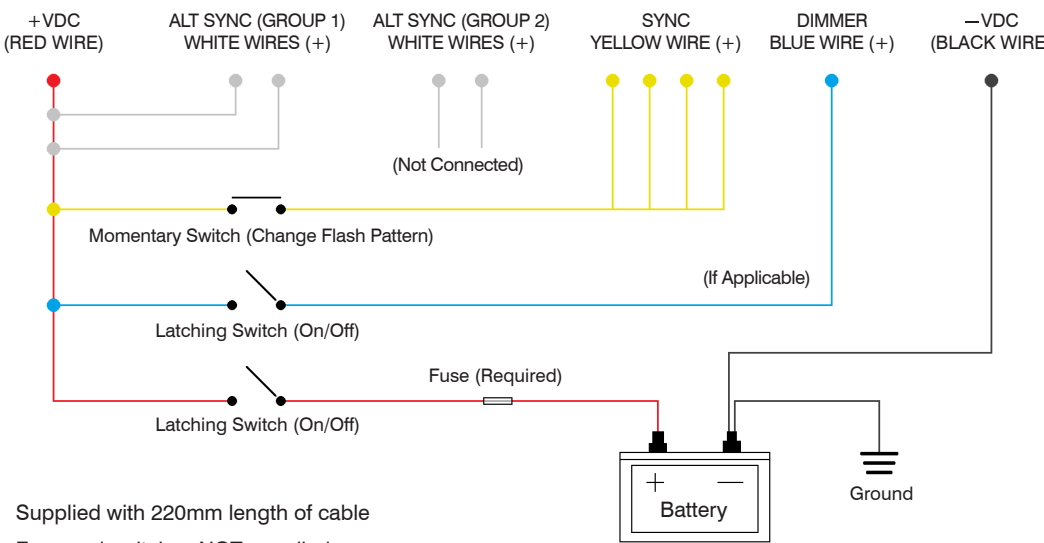 +VDC
(RED WIRE)
ALT SYNC (GROUP 1)
WHITE WIRES (+)
ALT SYNC (GROUP 2)
WHITE WIRES (+)
SYNC
YELLOW WIRE (+)
DIMMER
BLUE WIRE (+)
—VDC
(BLACK WIRE
(Not Connected)
Momentary Switch (Change Flash Pattern)
(If Applicable)
Latching Switch (On/Off)
Fuse (Required)
Latching Switch (On/Off)
+ —
Battery
Ground
Supplied with 220mm length of cable